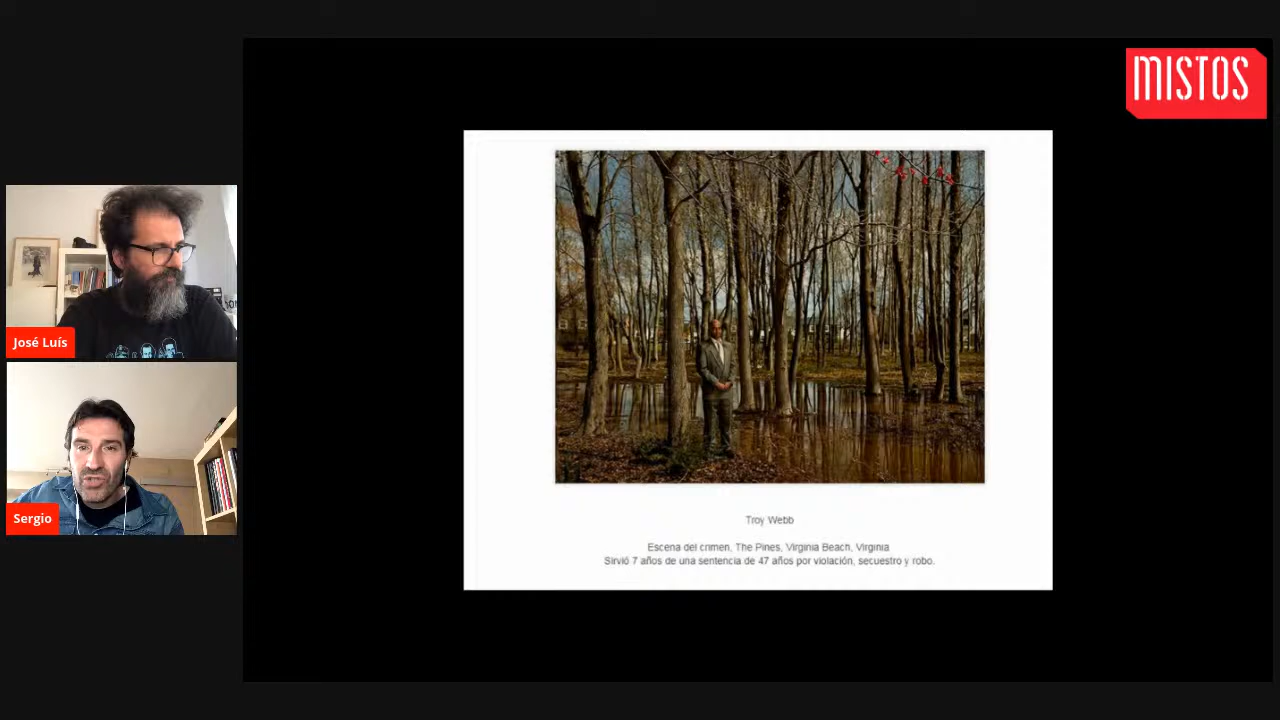 MISTOS
José Luís
Sergio
Troy Webb
Escena del crimen, The Pines, Virginia Beach, Virginia
Sirvió 7 años de una sentencia de 47 años por violación, secuestro y robo.